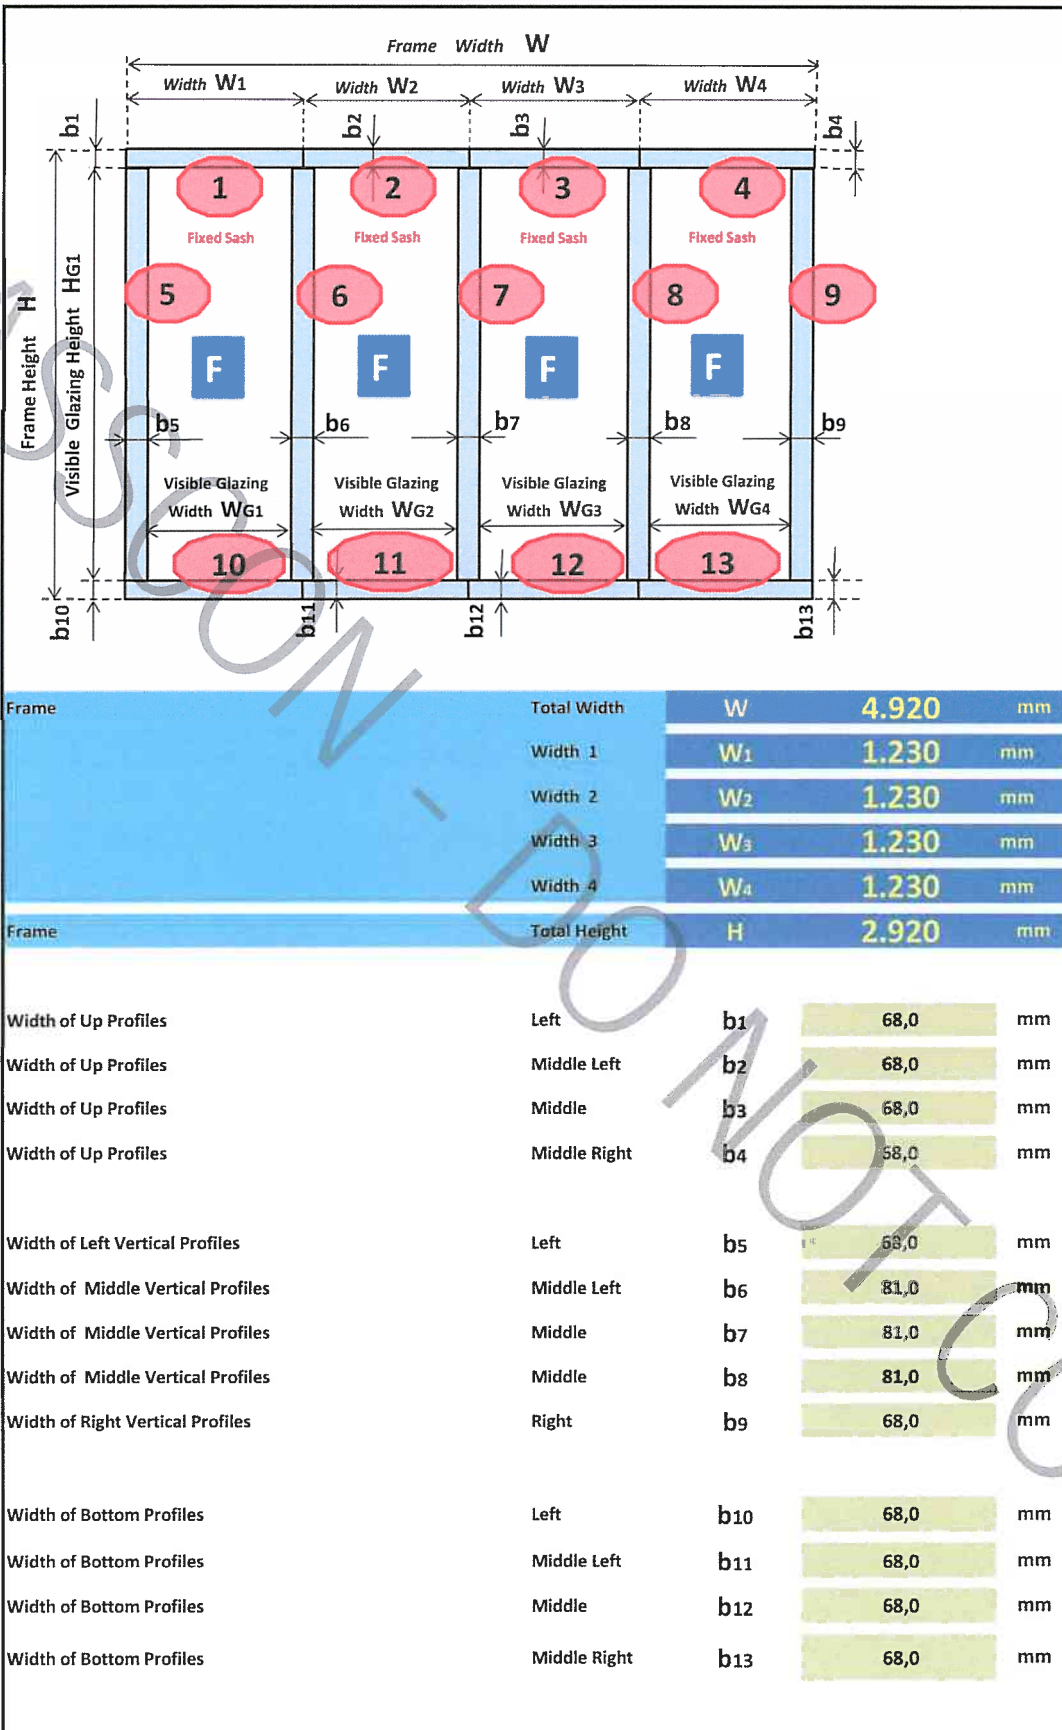 Frame Width W
Width W1 Width W2 Width W3 Width W4
b1 b2 b3 b4
1 2 3 4
Fixed Sash Fixed Sash Fixed Sash Fixed Sash
5 6 7 8 9
Frame Height H
Visible Glazing Height HG1
F F F F
b5 b6 b7 b8 b9
Visible Glazing Visible Glazing Visible Glazing Visible Glazing
Width WG1 Width WG2 Width WG3 Width WG4
10 11 12 13
b10 b11 b12 b13
Frame Total Width W 4.920 mm
Width 1 W1 1.230 mm
Width 2 W2 1.230 mm
Width 3 W3 1.230 mm
Width 4 W4 1.230 mm
Frame Total Height H 2.920 mm
Width of Up Profiles Left b1 68,0 mm
Width of Up Profiles Middle Left b2 68,0 mm
Width of Up Profiles Middle b3 68,0 mm
Width of Up Profiles Middle Right b4 68,0 mm
Width of Left Vertical Profiles Left b5 68,0 mm
Width of Middle Vertical Profiles Middle Left b6 81,0 mm
Width of Middle Vertical Profiles Middle b7 81,0 mm
Width of Middle Vertical Profiles Middle b8 81,0 mm
Width of Right Vertical Profiles Right b9 68,0 mm
Width of Bottom Profiles Left b10 68,0 mm
Width of Bottom Profiles Middle Left b11 68,0 mm
Width of Bottom Profiles Middle b12 68,0 mm
Width of Bottom Profiles Middle Right b13 68,0 mm
ASSCON - DO NOT CO